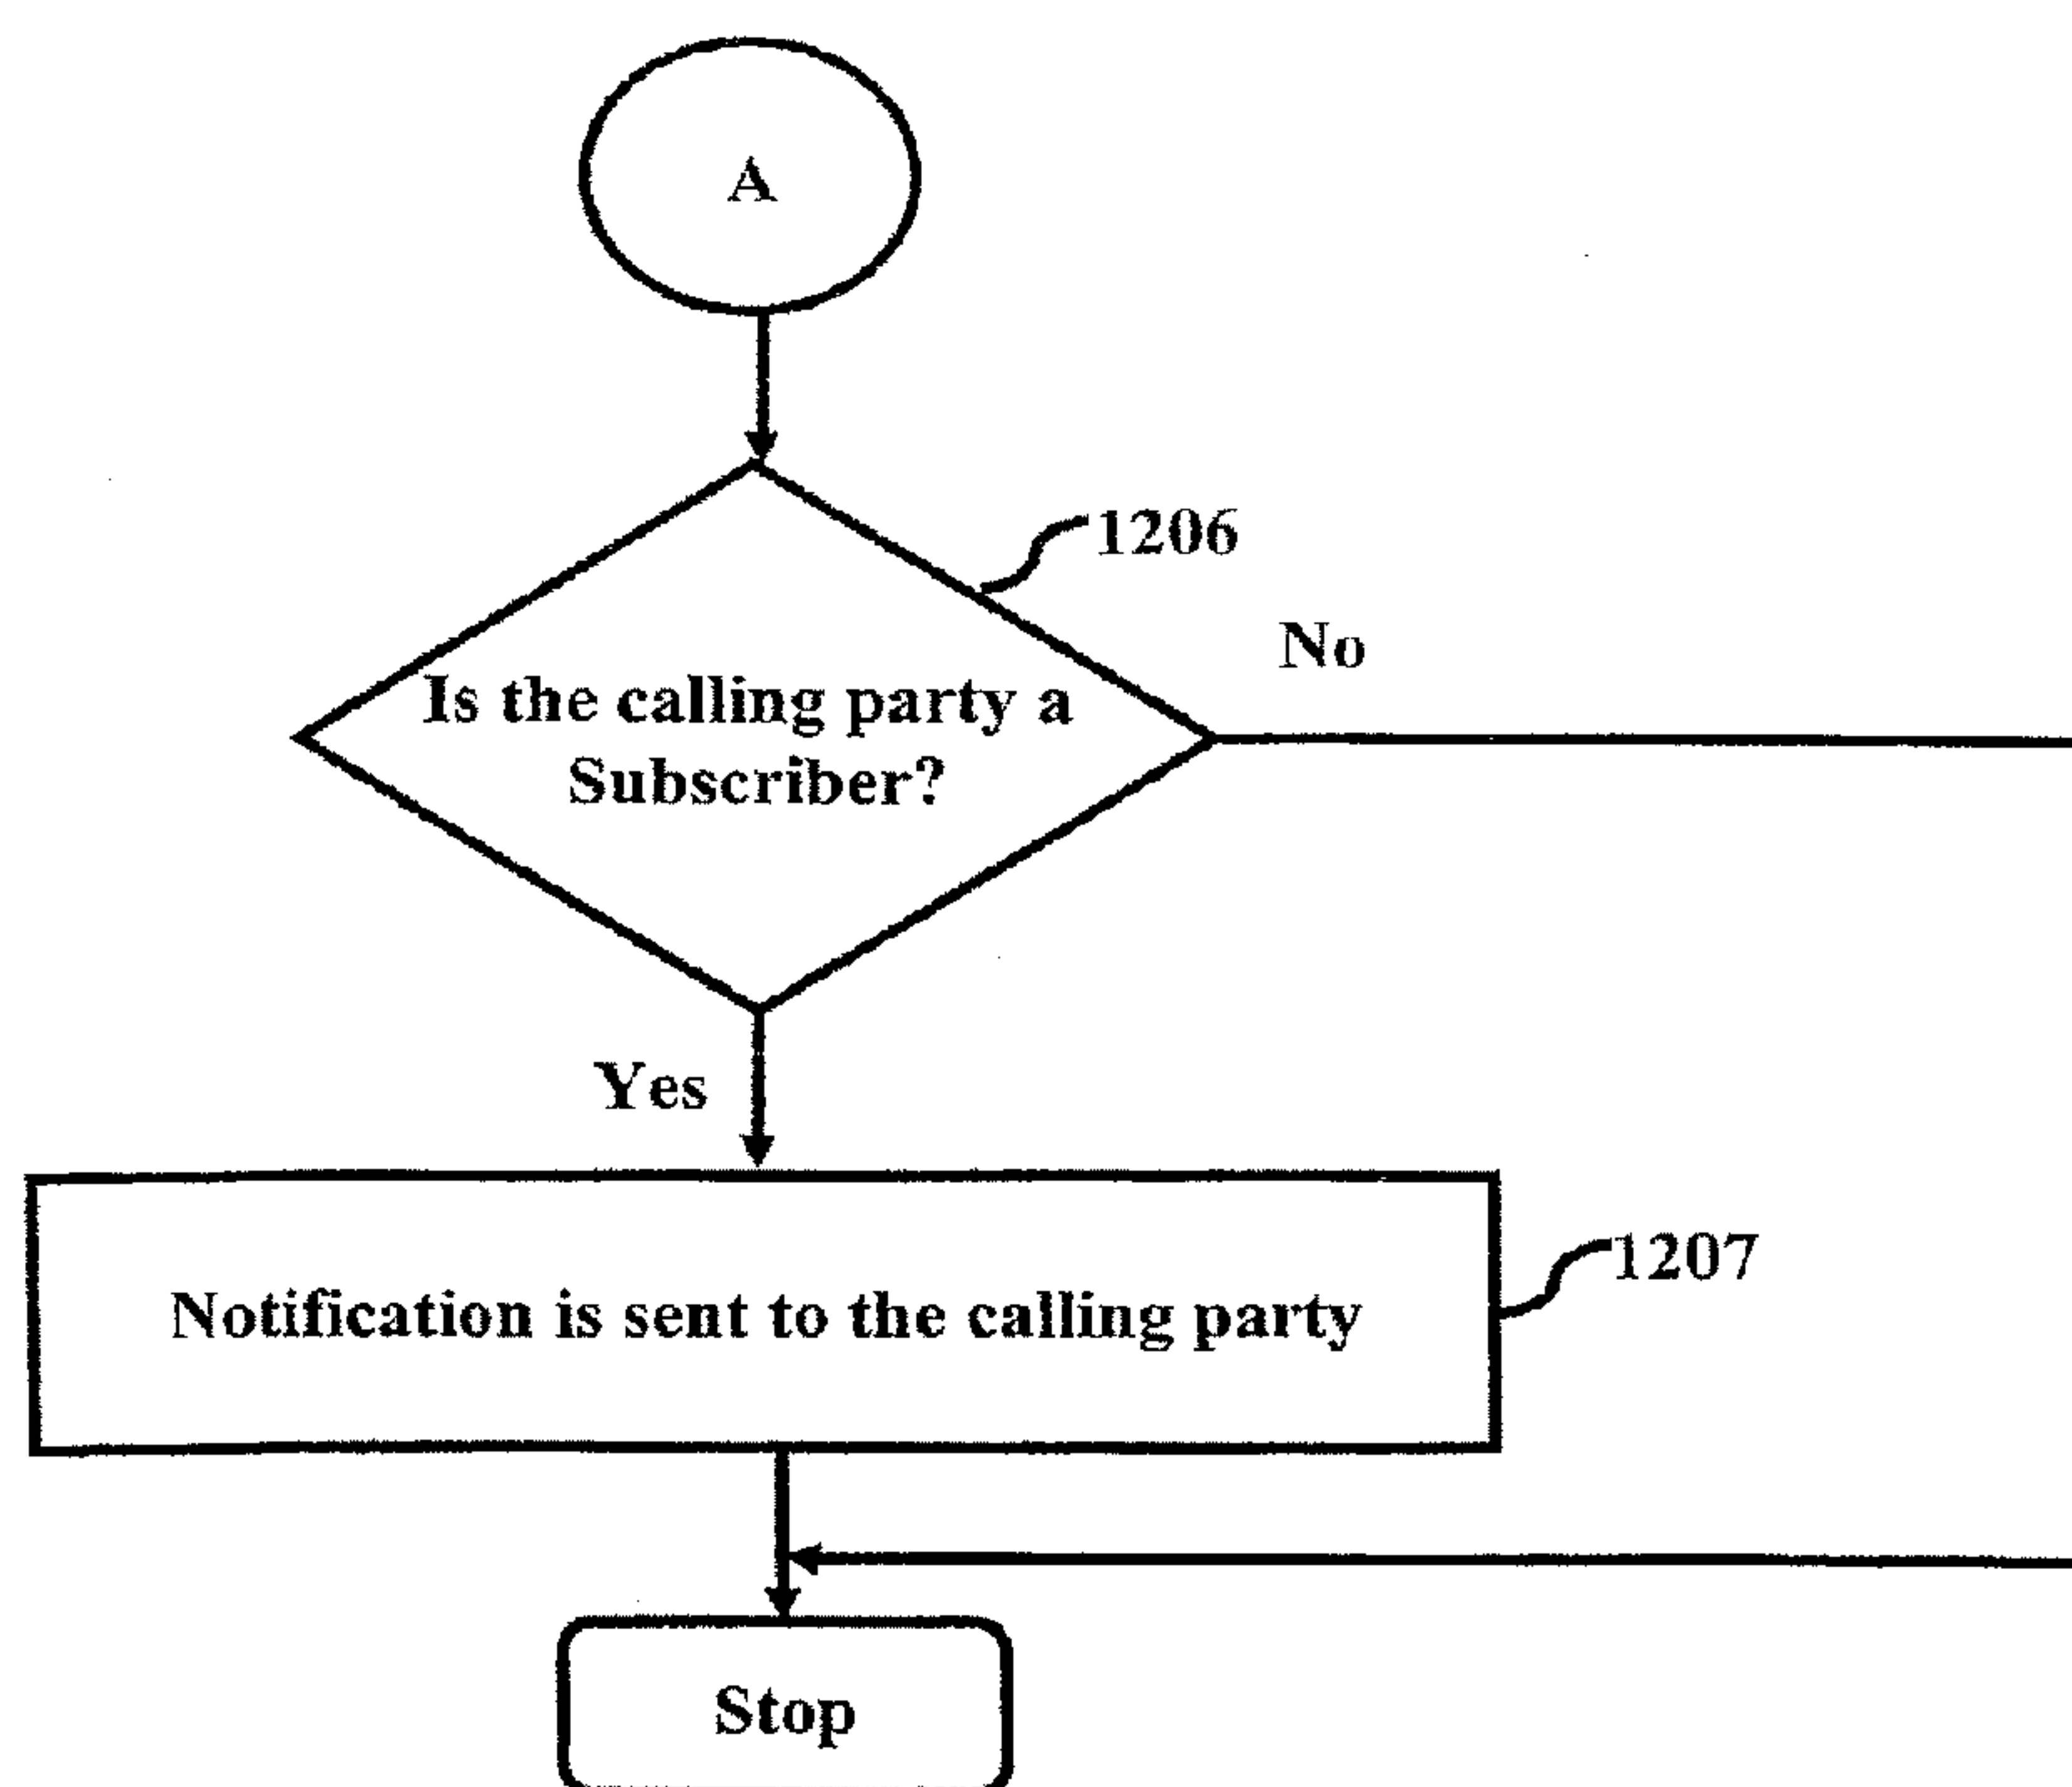 A
1206
No
Is the calling party a
Subscriber?
Yes
1207
Notification is sent to the calling party
Stop